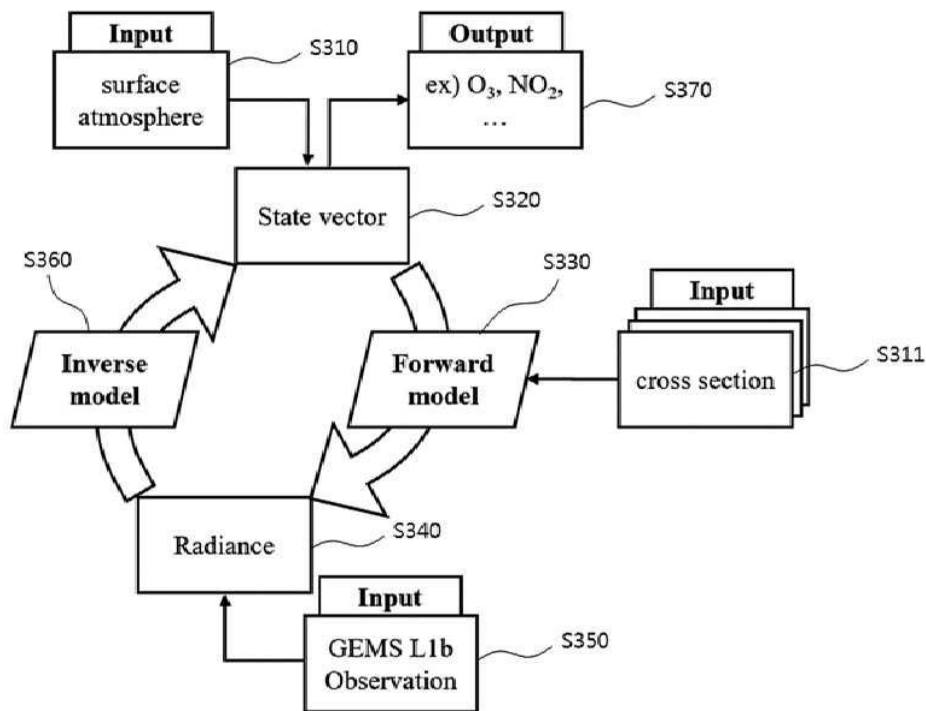 Input
surface
atmosphere
S310
Output
ex) O₃, NO₂,
...
S370
State vector
S320
S360
Inverse
model
S330
Forward
model
Input
cross section
S311
Radiance
S340
Input
GEMS L1b
Observation
S350